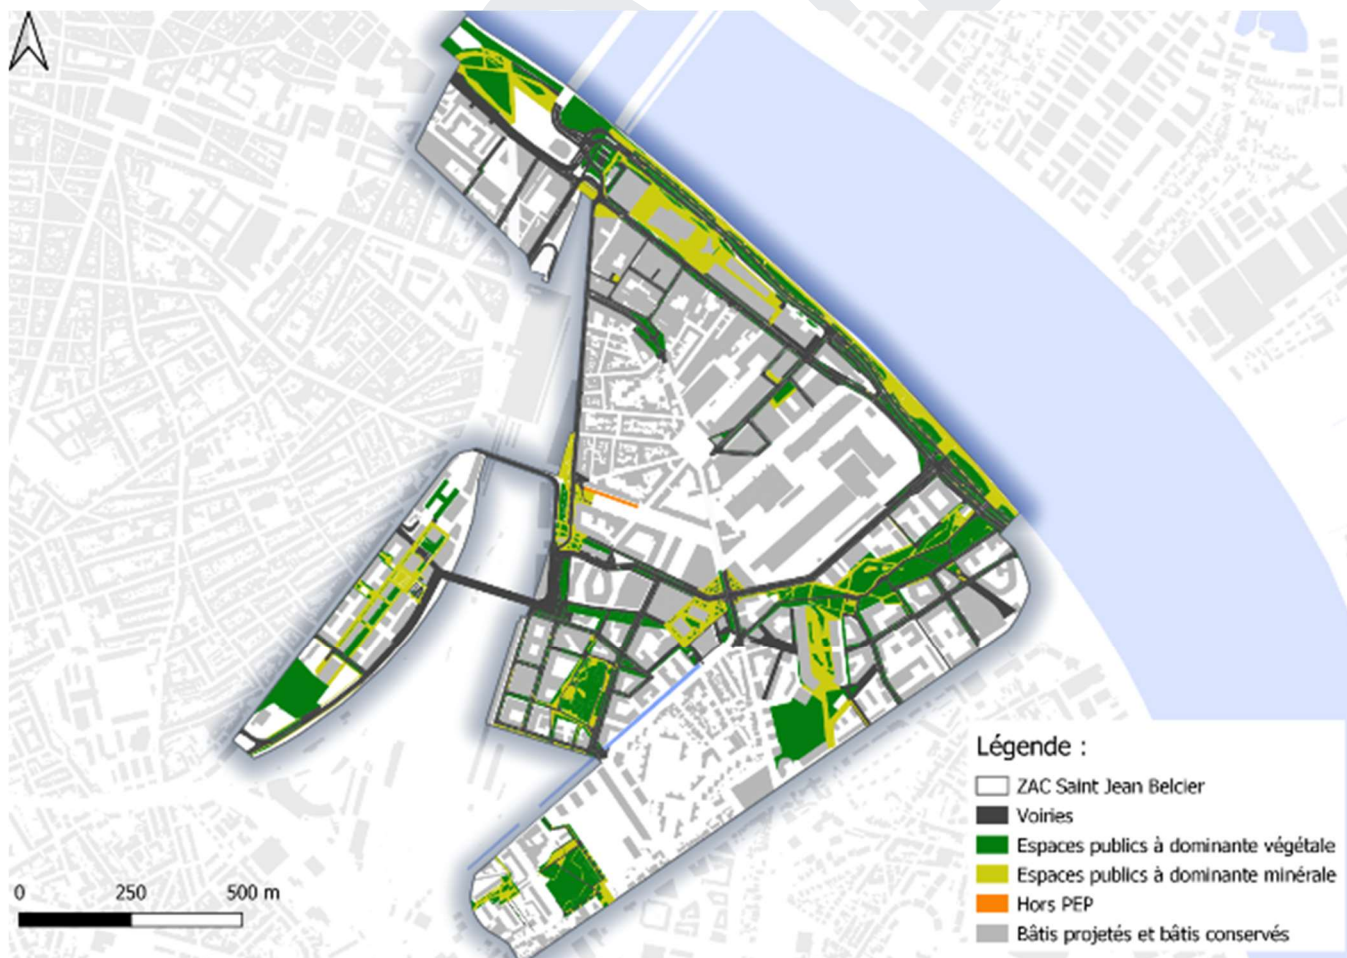 Légende :
ZAC Saint Jean Belcier
Voiries
Espaces publics à dominante végétale
Espaces publics à dominante minérale
Hors PEP
Bâtis projetés et bâtis conservés
0 250 500 m